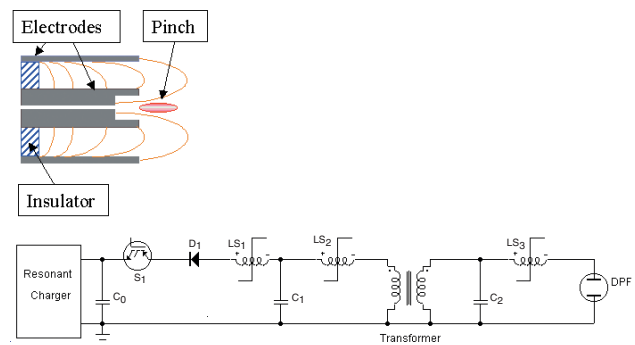 Electrodes
Pinch
Insulator
Resonant
Charger
C0
S1
D1
LS1
+ -
C1
LS2
+ -
Transformer
C2
LS3
+ -
DPF